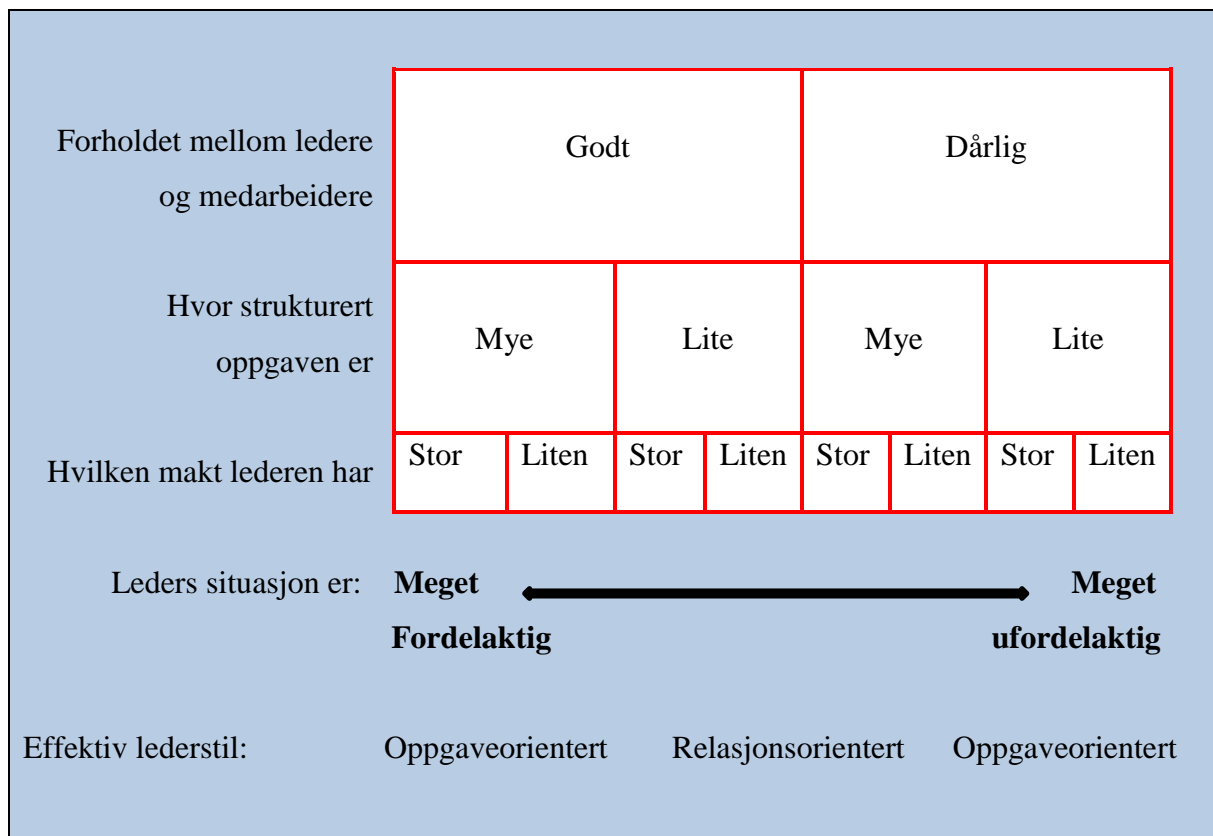 Forholdet mellom ledere
og medarbeidere
Godt
Dårlig
Hvor strukturert
oppgaven er
Mye
Lite
Mye
Lite
Hvilken makt lederen har
Stor
Liten
Stor
Liten
Stor
Liten
Stor
Liten
Leders situasjon er:
Meget
Fordelaktig
Meget
ufordelaktig
Effektiv lederstil:
Oppgaveorientert
Relasjonsorientert
Oppgaveorientert